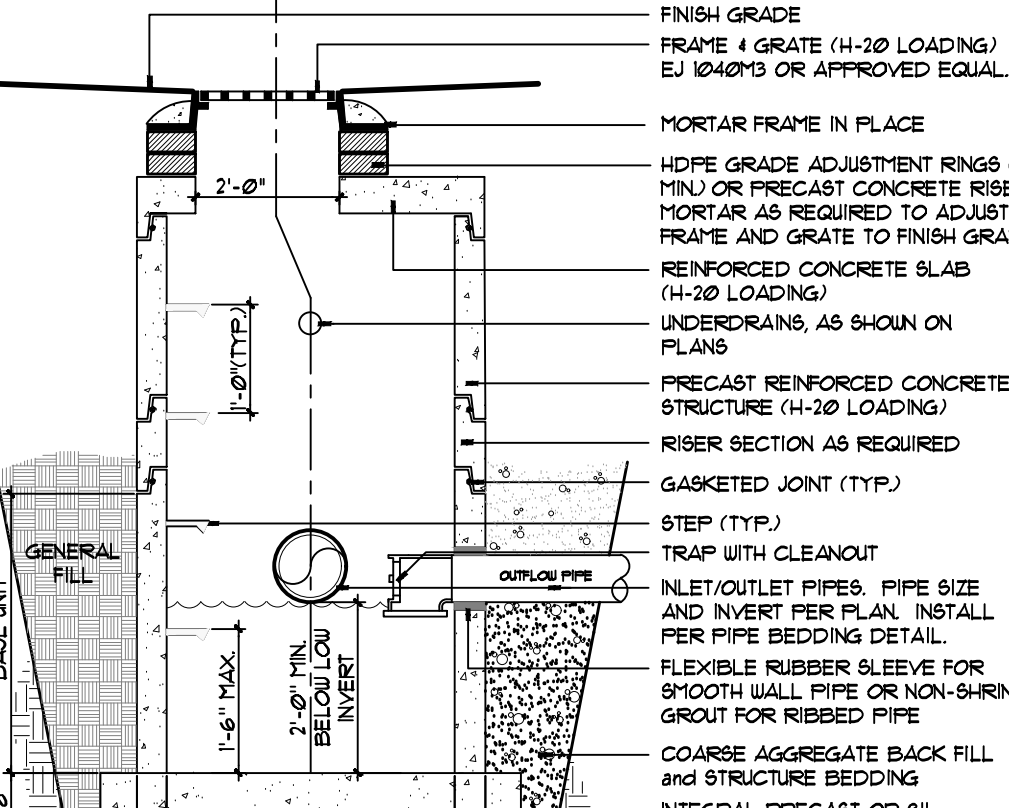 FINISH GRADE
FRAME & GRATE (H-20 LOADING)
EJ 1040M3 OR APPROVED EQUAL.
MORTAR FRAME IN PLACE
HDPE GRADE ADJUSTMENT RINGS (
MIN.) OR PRECAST CONCRETE RISE
MORTAR AS REQUIRED TO ADJUST
FRAME AND GRATE TO FINISH GRA
REINFORCED CONCRETE SLAB
(H-20 LOADING)
UNDERDRAINS, AS SHOWN ON
PLANS
PRECAST REINFORCED CONCRETE
STRUCTURE (H-20 LOADING)
RISER SECTION AS REQUIRED
GASKETED JOINT (TYP.)
STEP (TYP.)
TRAP WITH CLEANOUT
INLET/OUTLET PIPES. PIPE SIZE
AND INVERT PER PLAN. INSTALL
PER PIPE BEDDING DETAIL.
FLEXIBLE RUBBER SLEEVE FOR
SMOOTH WALL PIPE OR NON-SHRIN
GROUT FOR RIBBED PIPE
COARSE AGGREGATE BACK FILL
and STRUCTURE BEDDING
INTEGRAL PRECAST OR
2'-0"
1'-0"(TYP.)
GENERAL
FILL
OUTFLOW PIPE
1'-6" MAX.
2'-0" MIN.
BELOW LOW
INVERT
BASE UNIT